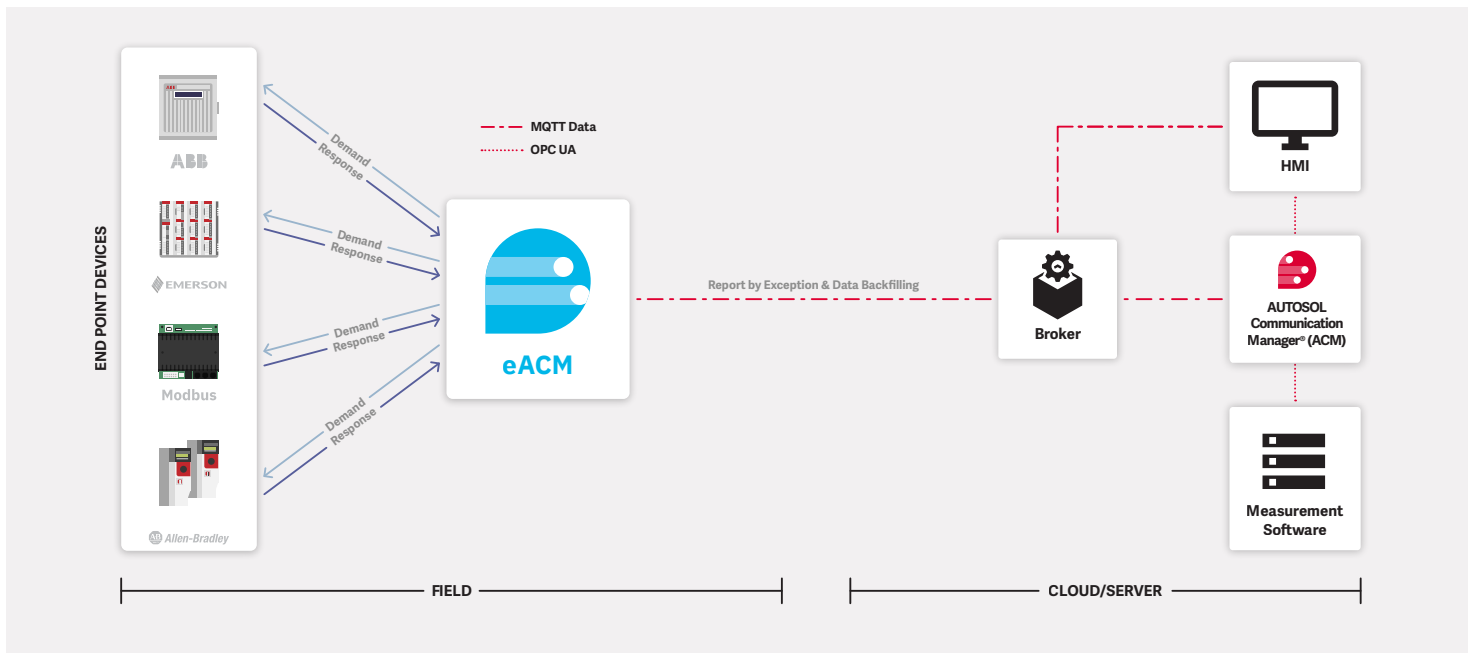 END POINT DEVICES
ABB
ABB
EMERSON
Modbus
Allen-Bradley
Demand
Response
Demand
Response
Demand
Response
Demand
Response
MQTT Data
OPC UA
eACM
Report by Exception & Data Backfilling
Broker
HMI
AUTOSOL
Communication
Manager® (ACM)
Measurement
Software
FIELD
CLOUD/SERVER